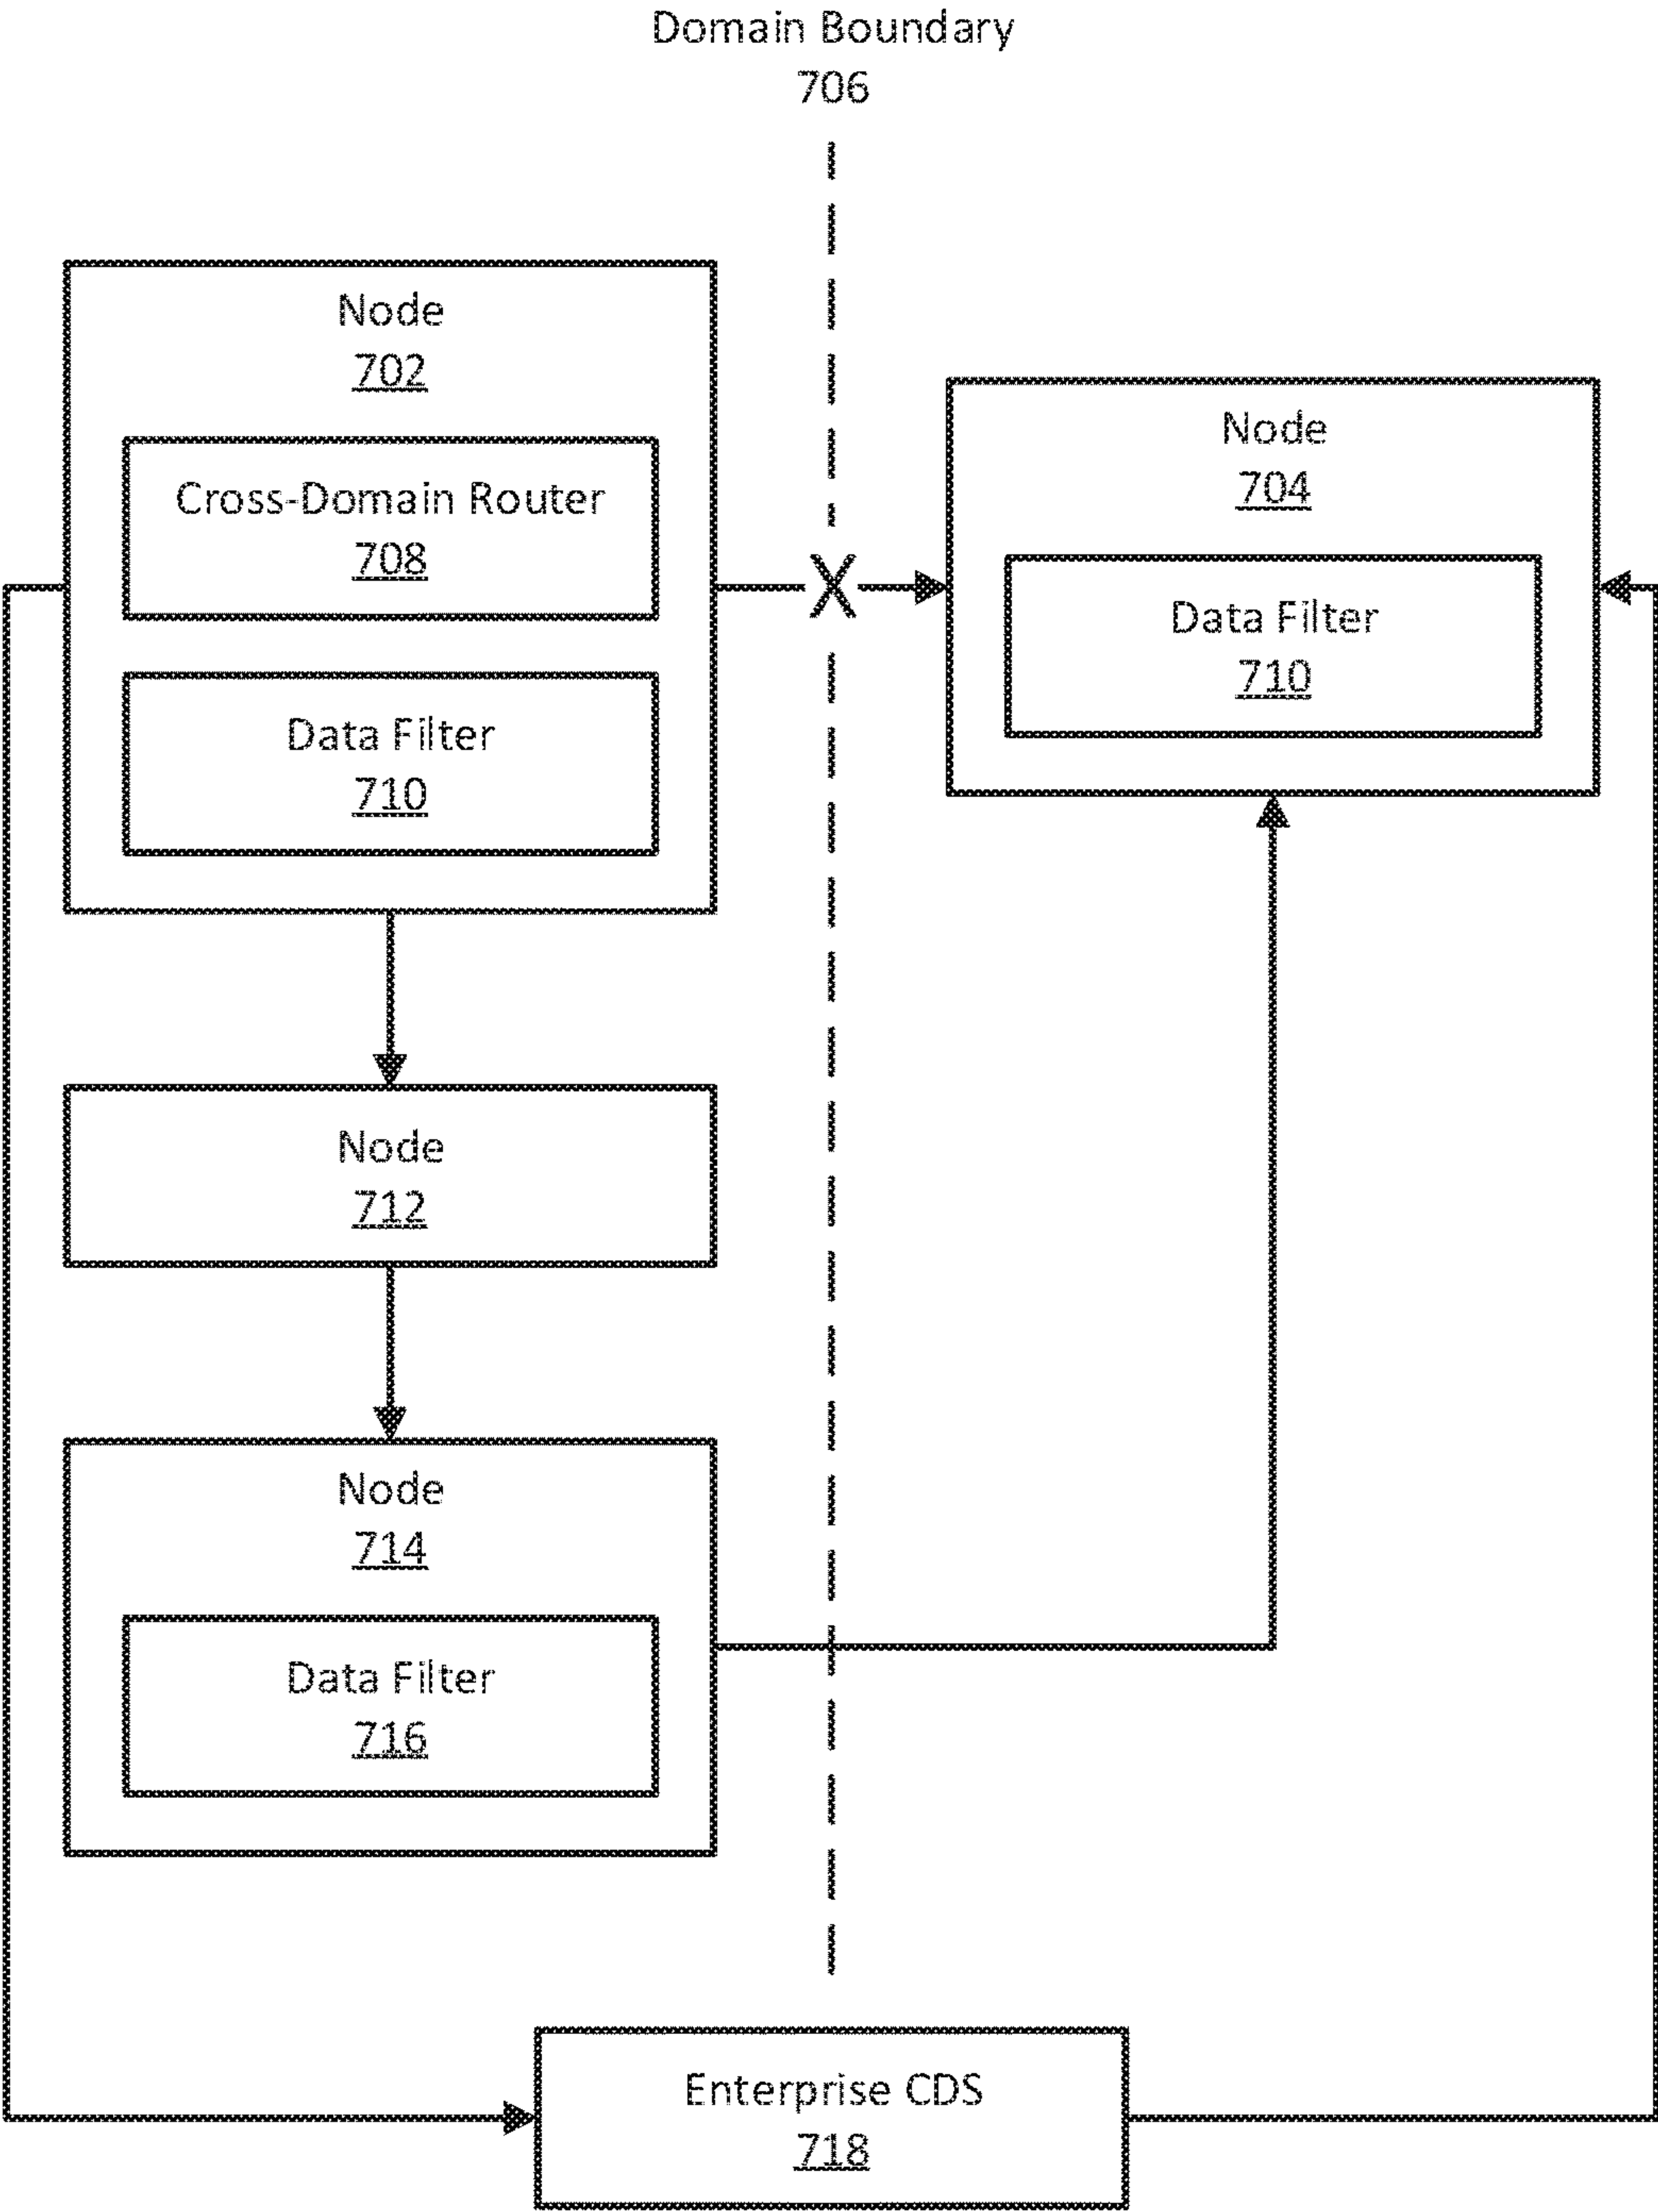 Domain Boundary
706
Node
702
Cross-Domain Router
708
Data Filter
710
X
Node
704
Data Filter
710
Node
712
Node
714
Data Filter
716
Enterprise CDS
718